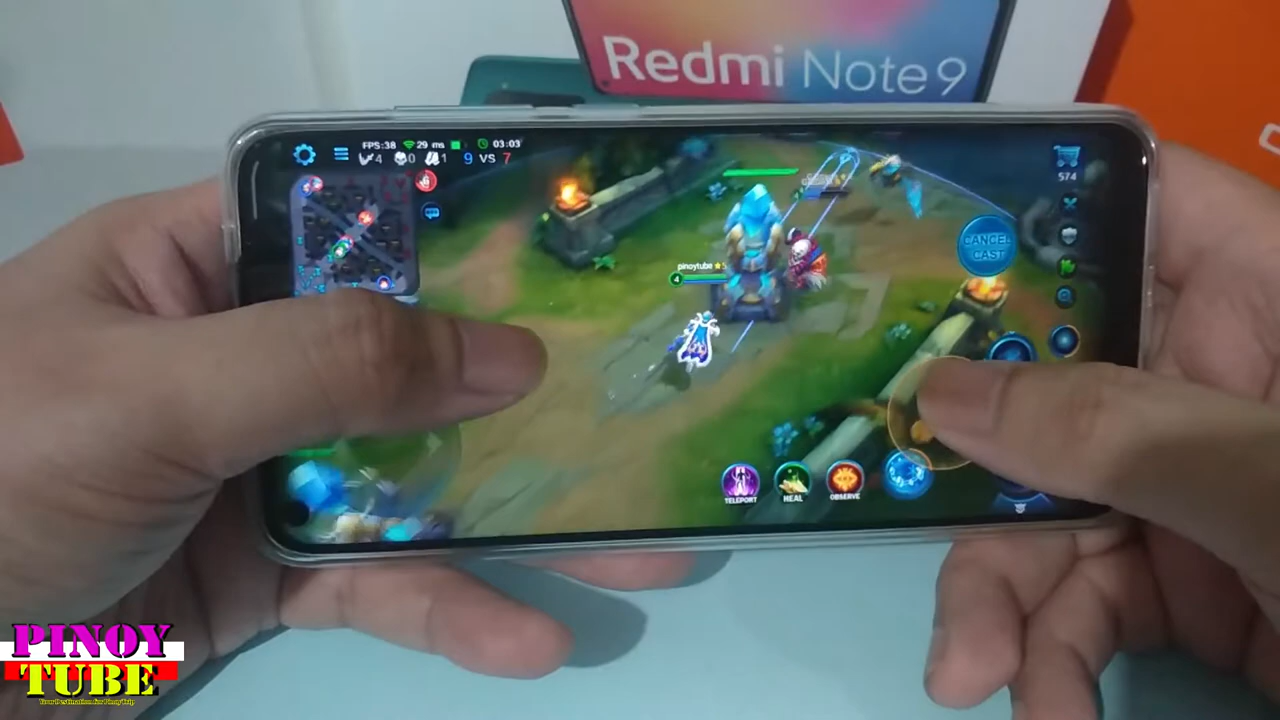 Redmi Note 9
FPS:38 29 ms 03:03
4 0 1 9 VS 7
574
CANCEL
CAST
pinoytube
4
TELEPORT
HEAL
OBSERVE
PINOY
TUBE